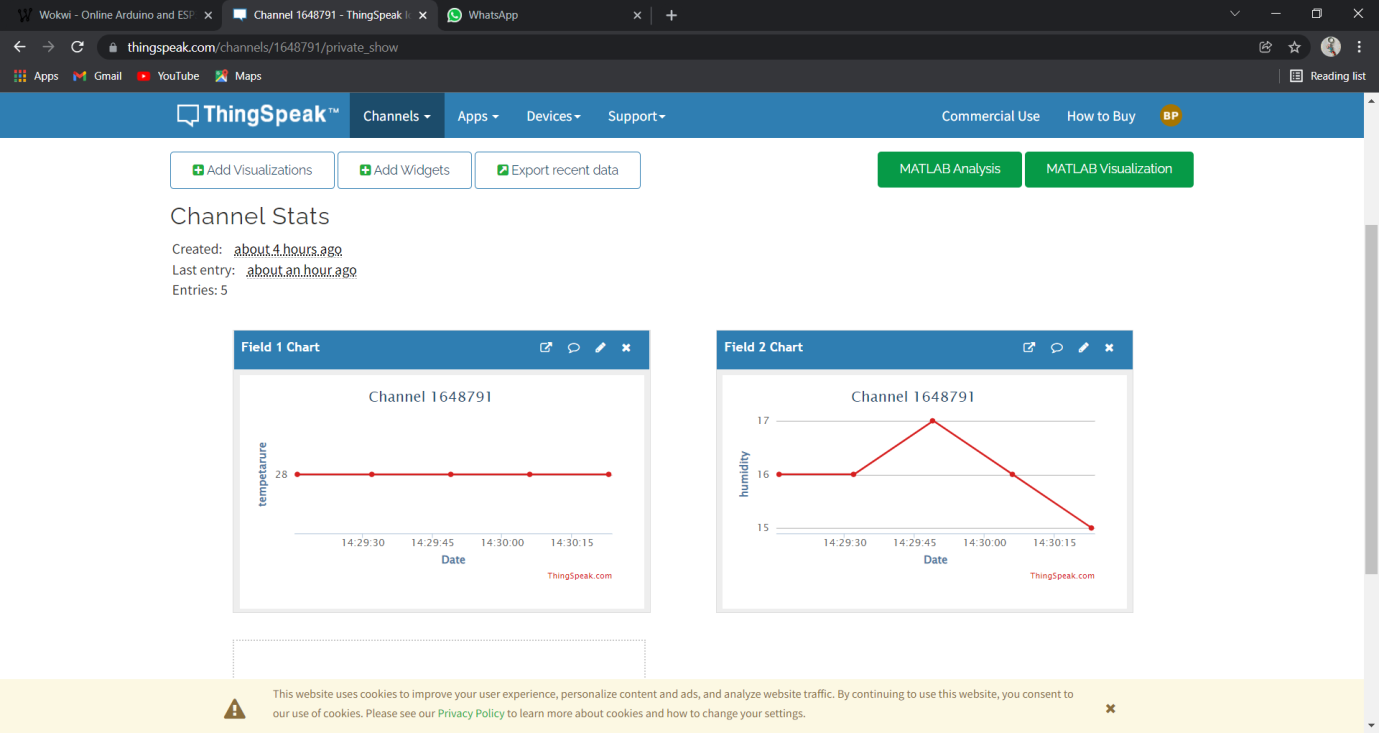 Wokwi - Online Arduino and ESP
Channel 1648791 - ThingSpeak Io
WhatsApp
thingspeak.com/channels/1648791/private_show
Apps
Gmail
YouTube
Maps
Reading list
ThingSpeak™
Channels
Apps
Devices
Support
Commercial Use
How to Buy
BP
Add Visualizations
Add Widgets
Export recent data
MATLAB Analysis
MATLAB Visualization
Channel Stats
Created: about 4 hours ago
Last entry: about an hour ago
Entries: 5
Field 1 Chart
Channel 1648791
tempetarure
28
14:29:30 14:29:45 14:30:00 14:30:15
Date
ThingSpeak.com
Field 2 Chart
Channel 1648791
humidity
17
16
15
14:29:30 14:29:45 14:30:00 14:30:15
Date
ThingSpeak.com
This website uses cookies to improve your user experience, personalize content and ads, and analyze website traffic. By continuing to use this website, you consent to
our use of cookies. Please see our Privacy Policy to learn more about cookies and how to change your settings.